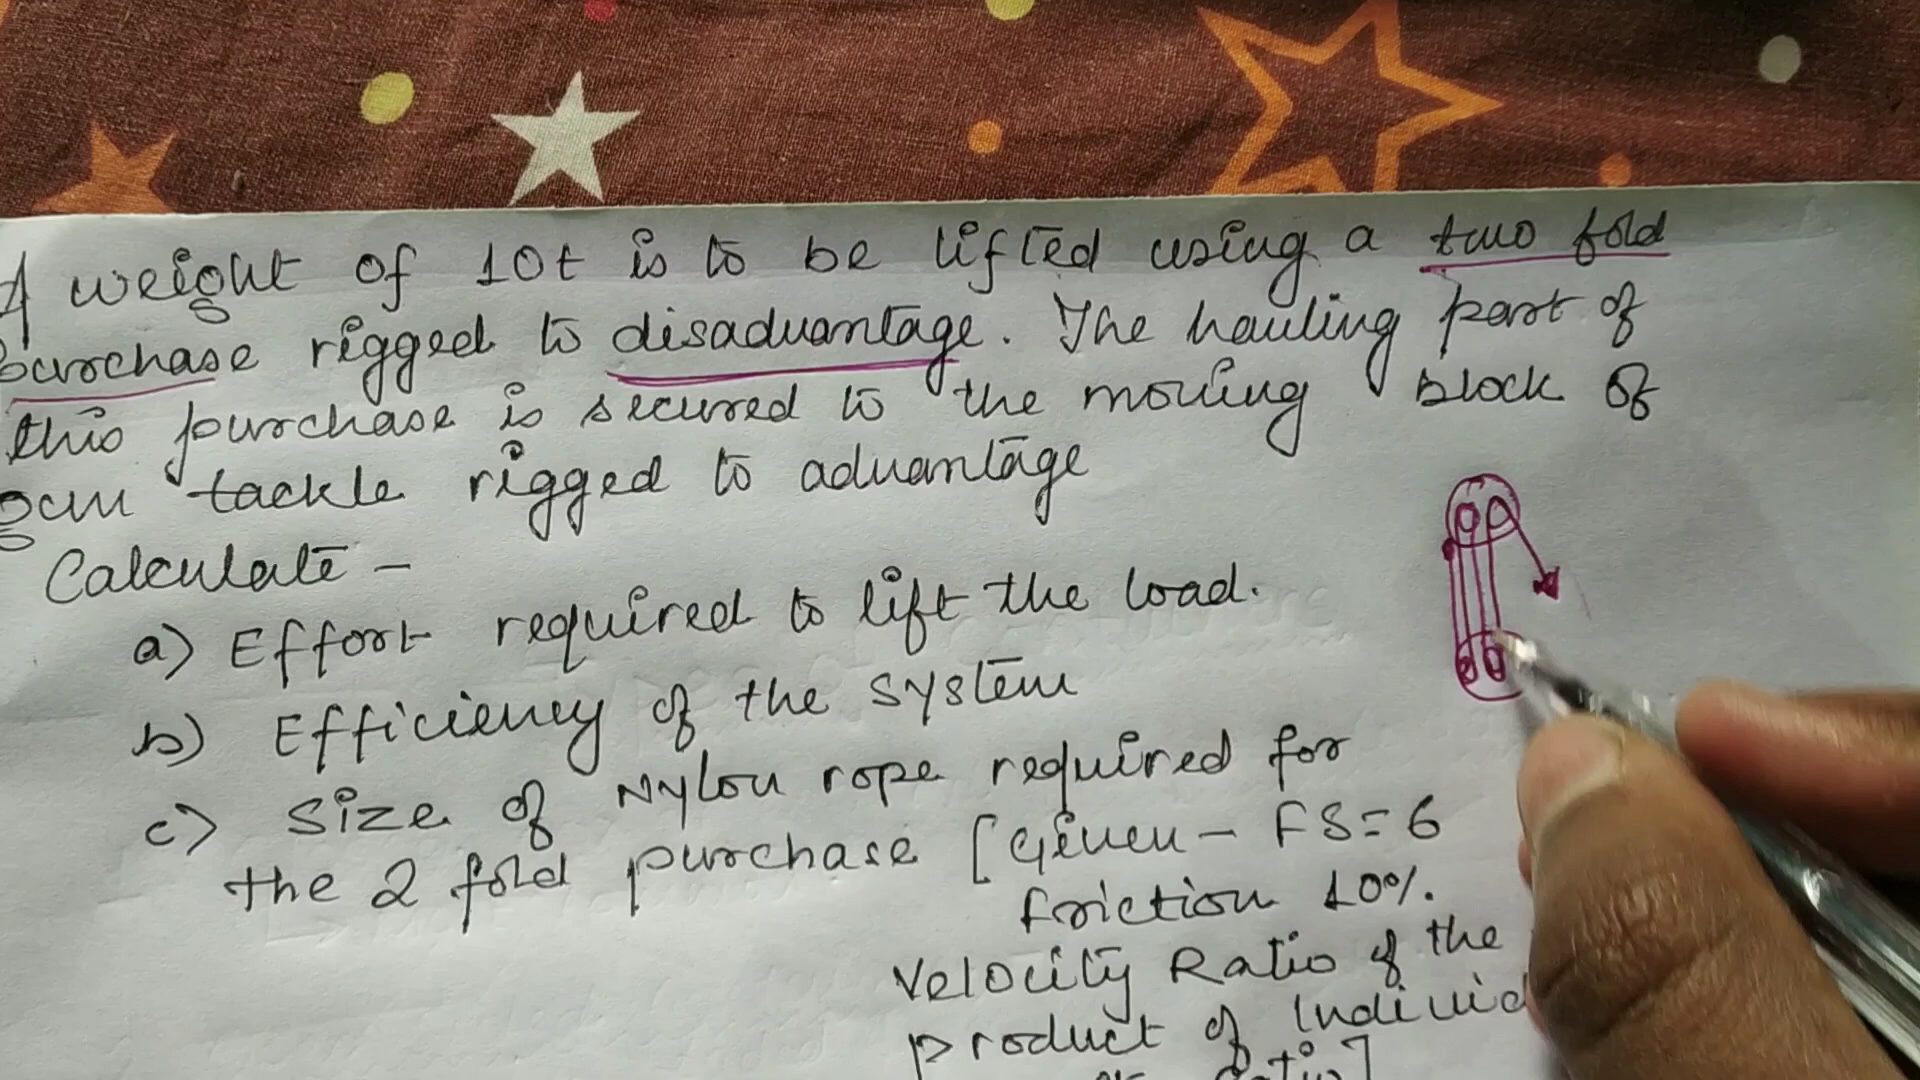 A weight of 10t is to be lifted using a two fold
purchase rigged to disadvantage. The hauling part of
this purchase is secured to the moving block of
gun tackle rigged to advantage
Calculate -
a) Effort required to lift the load.
b) Efficiency of the system
c) Size of Nylon rope required for
the 2 fold purchase [Given - FS = 6
friction 10%.
Velocity Ratio of the
product of